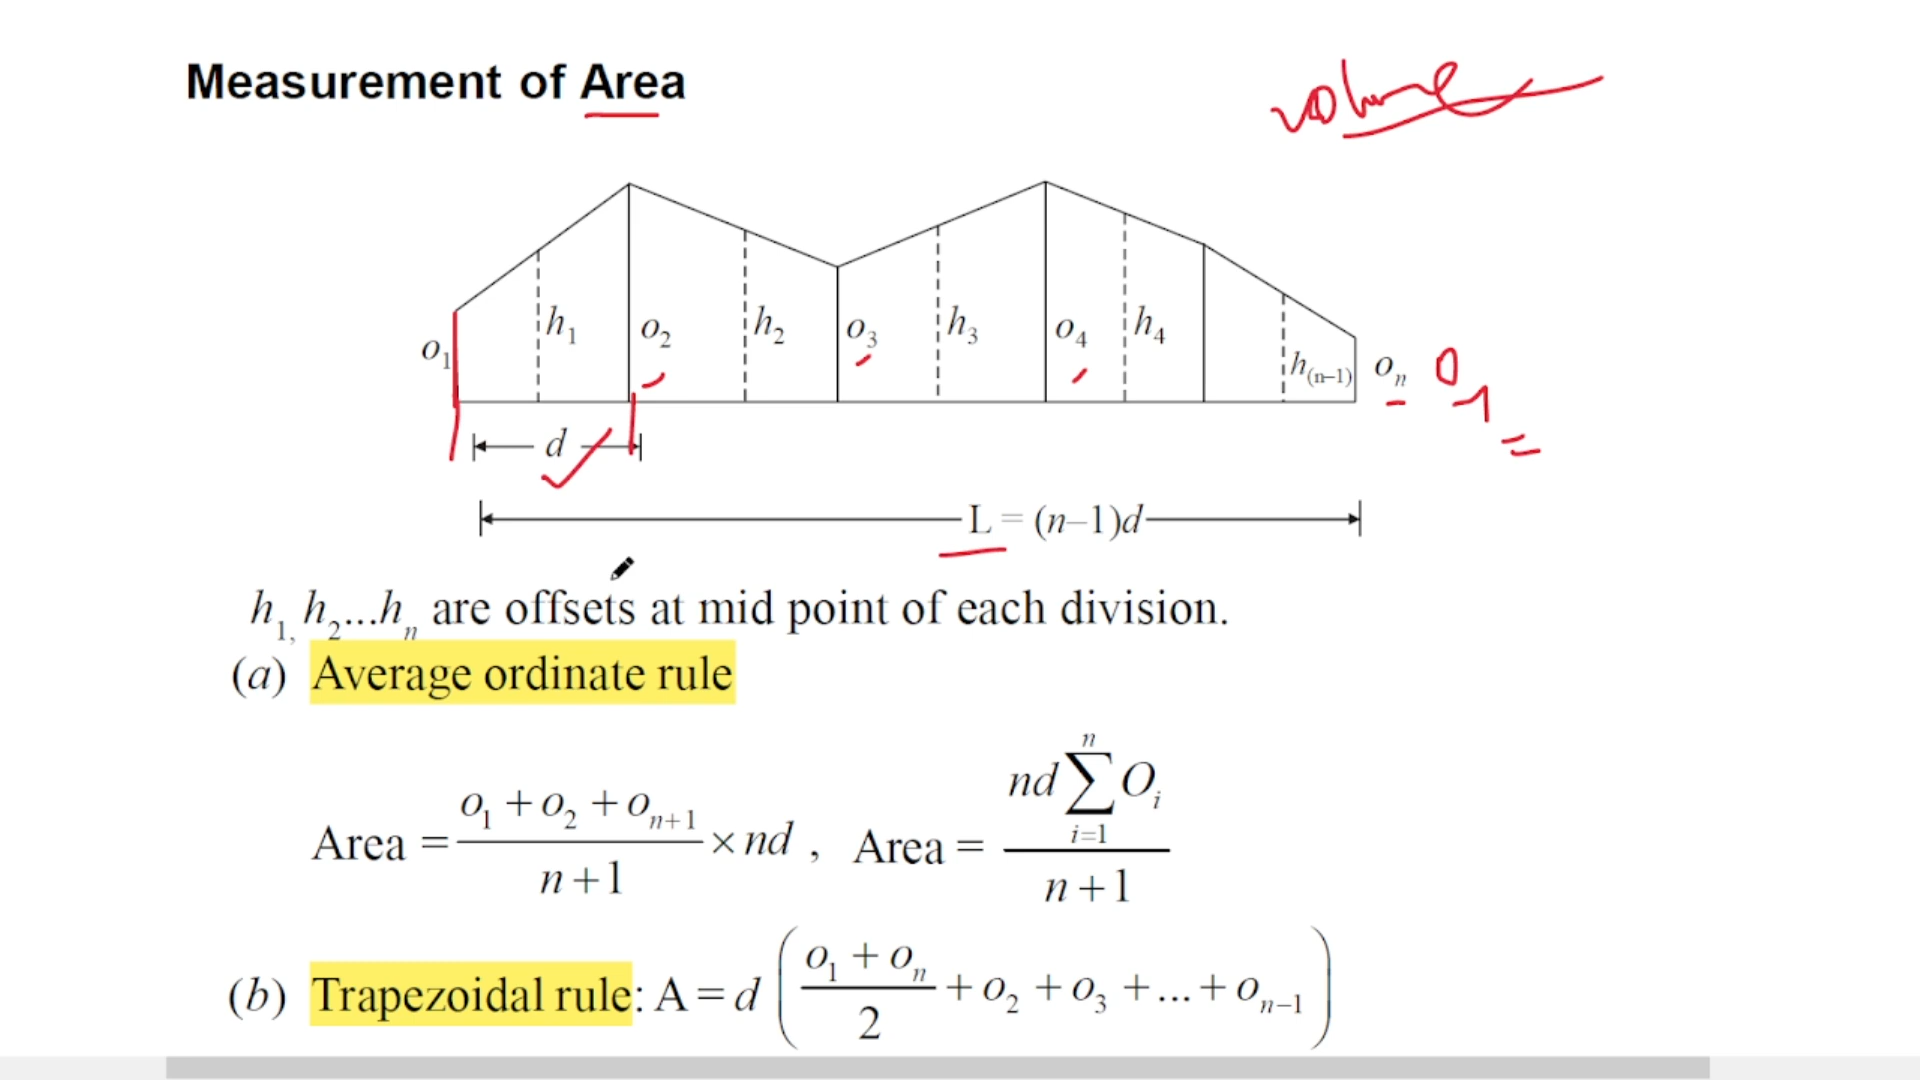 Measurement of Area
volume
o₁ h₁ o₂ h₂ o₃ h₃ o₄ h₄ h₍ₙ₋₁₎ oₙ O₁
d
L = (n–1)d
h₁, h₂...hₙ are offsets at mid point of each division.
(a) Average ordinate rule
Area = (o₁ + o₂ + oₙ₊₁)/(n+1) × nd , Area = (nd ∑ᵢ₌₁ⁿ Oᵢ)/(n+1)
(b) Trapezoidal rule: A = d ((o₁ + oₙ)/2 + o₂ + o₃ + ... + oₙ₋₁)